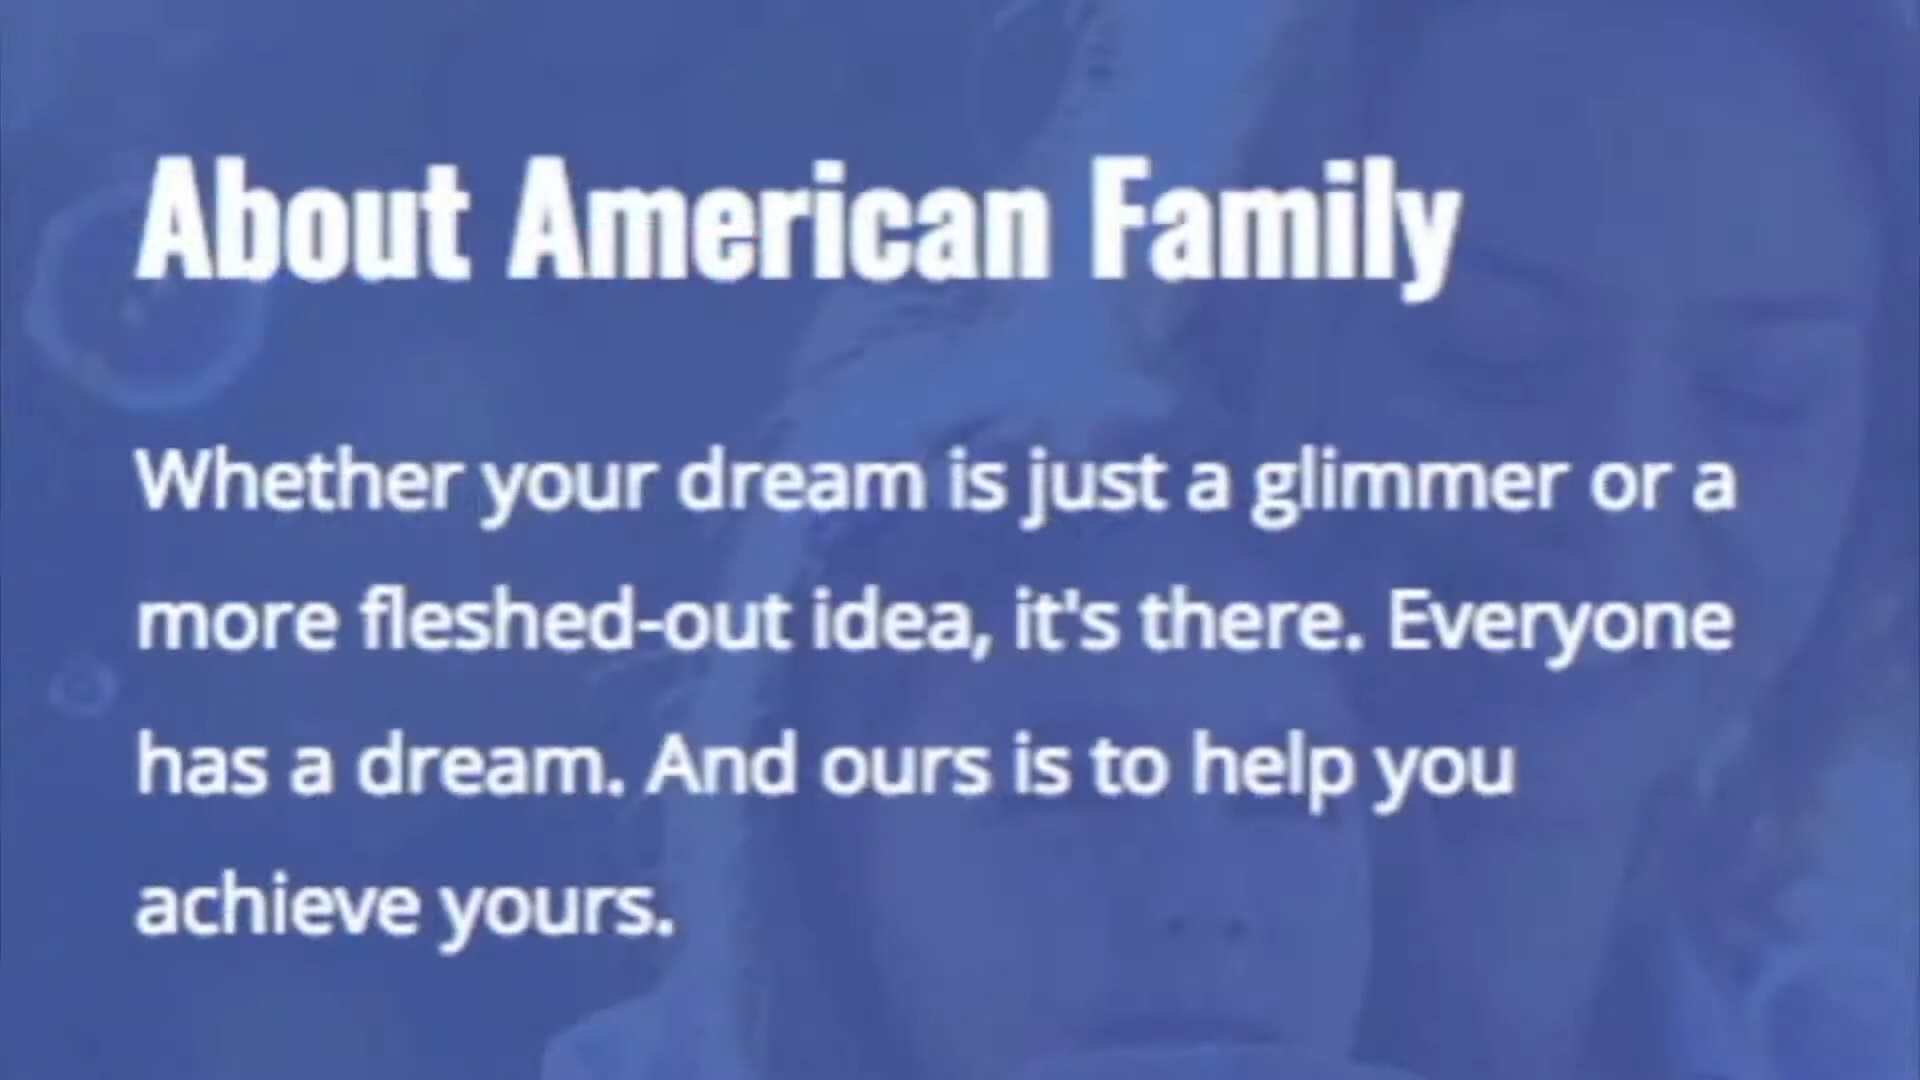 About American Family
Whether your dream is just a glimmer or a
more fleshed-out idea, it's there. Everyone
has a dream. And ours is to help you
achieve yours.